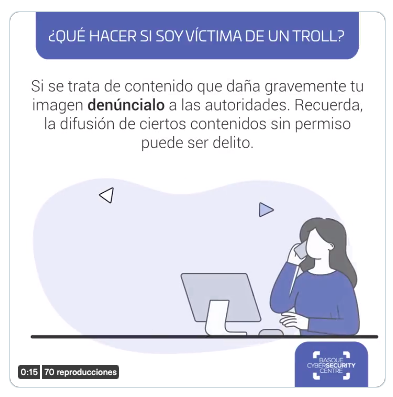 ¿QUÉ HACER SI SOY VÍCTIMA DE UN TROLL?
Si se trata de contenido que daña gravemente tu
imagen denúncialo a las autoridades. Recuerda,
la difusión de ciertos contenidos sin permiso
puede ser delito.
0:15 70 reproducciones
BASQUE
CYBERSECURITY
CENTRE